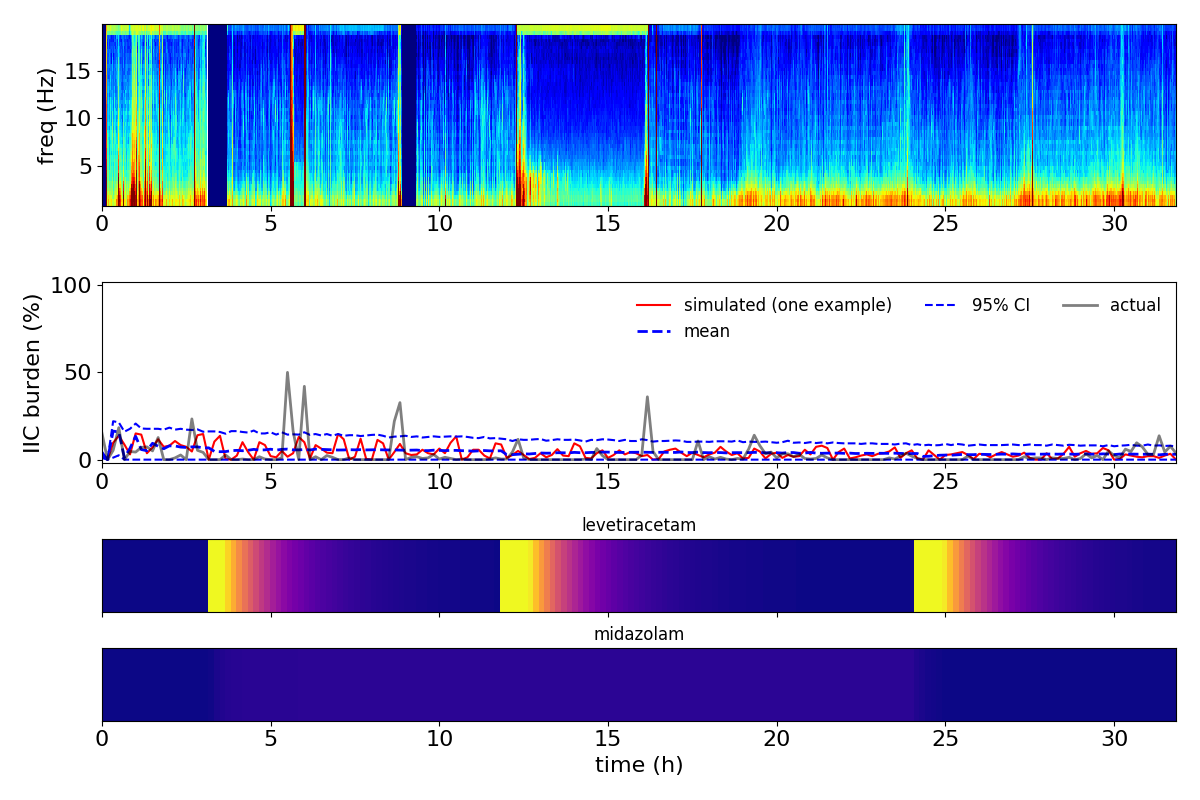 15
10
5
freq (Hz)
0 5 10 15 20 25 30
100
50
0
IIC burden (%)
simulated (one example) 95% CI actual
mean
0 5 10 15 20 25 30
levetiracetam
midazolam
0 5 10 15 20 25 30
time (h)